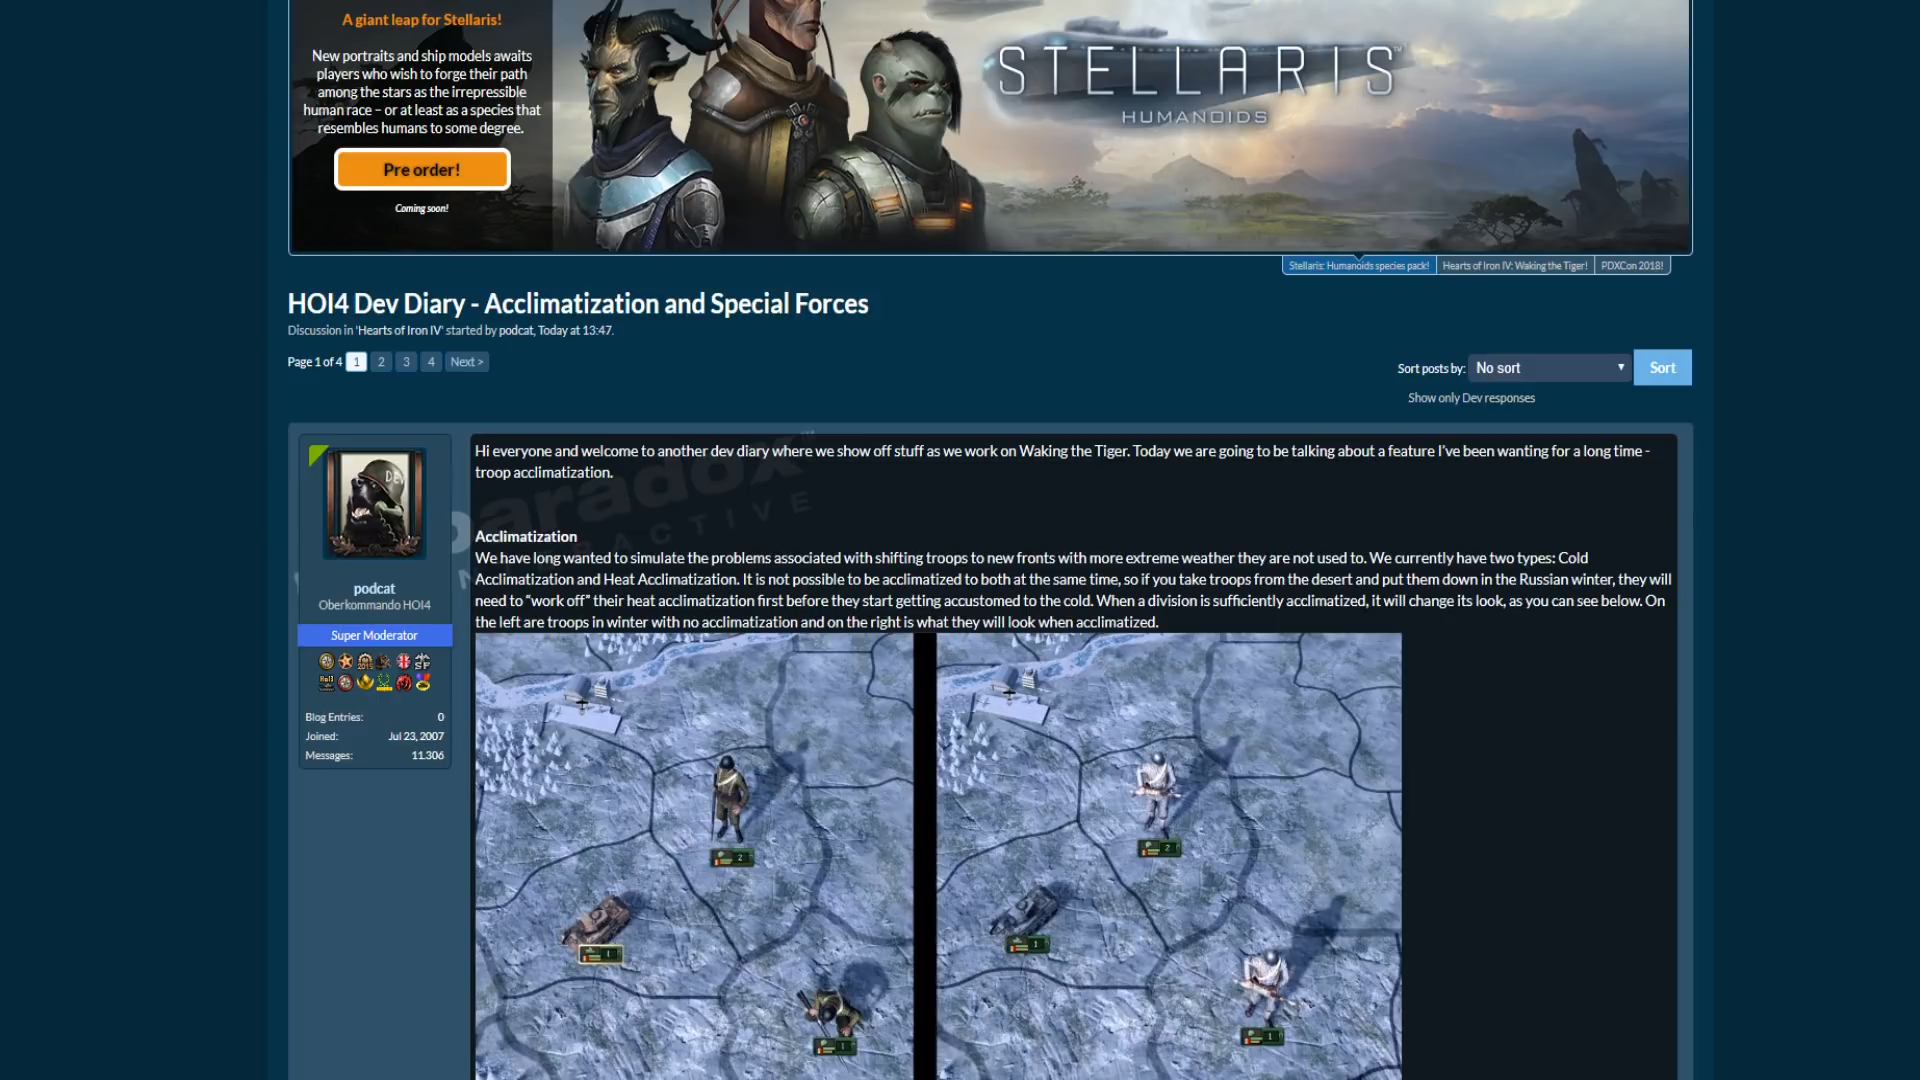 A giant leap for Stellaris!
New portraits and ship models awaits
players who wish to forge their path
among the stars as the irrepressible
human race – or at least as a species that
resembles humans to some degree.
Pre order!
Coming soon!
STELLARIS™
HUMANOIDS
Stellaris: Humanoids species pack!
Hearts of Iron IV: Waking the Tiger!
PDXCon 2018!
HOI4 Dev Diary - Acclimatization and Special Forces
Discussion in 'Hearts of Iron IV' started by podcat, Today at 13:47.
Page 1 of 4 1 2 3 4 Next >
Sort posts by: No sort Sort
Show only Dev responses
paradox™
INTERACTIVE
DEV
podcat
Oberkommando HOI4
Super Moderator
Blog Entries: 0
Joined: Jul 23, 2007
Messages: 11.306
Hi everyone and welcome to another dev diary where we show off stuff as we work on Waking the Tiger. Today we are going to be talking about a feature I've been wanting for a long time -
troop acclimatization.
Acclimatization
We have long wanted to simulate the problems associated with shifting troops to new fronts with more extreme weather they are not used to. We currently have two types: Cold
Acclimatization and Heat Acclimatization. It is not possible to be acclimatized to both at the same time, so if you take troops from the desert and put them down in the Russian winter, they will
need to “work off” their heat acclimatization first before they start getting accustomed to the cold. When a division is sufficiently acclimatized, it will change its look, as you can see below. On
the left are troops in winter with no acclimatization and on the right is what they will look when acclimatized.
2
2
1
1
1
1